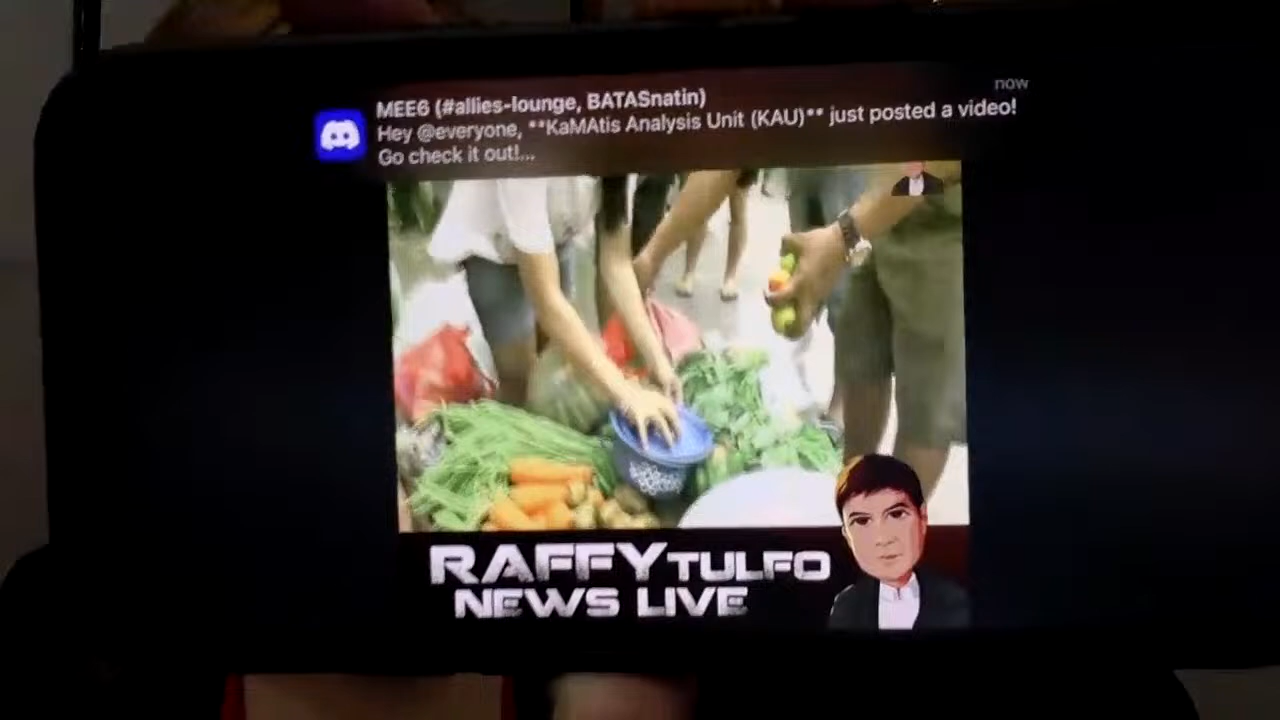 now
MEE6 (#allies-lounge, BATASnatin)
Hey @everyone, **KaMAtis Analysis Unit (KAU)** just posted a video!
Go check it out!...
RAFFY TULFO
NEWS LIVE